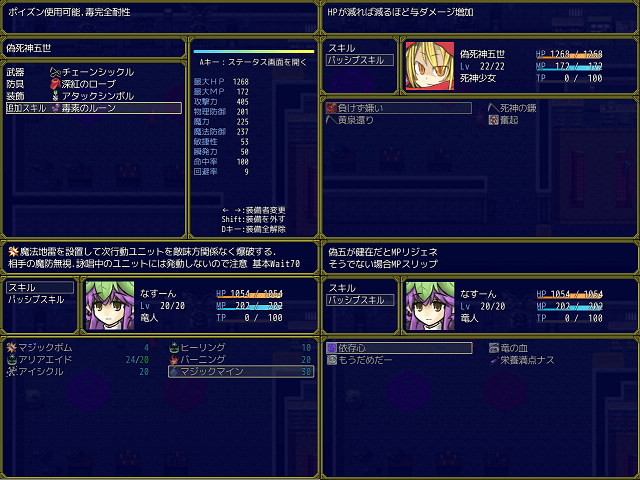 ポイズン使用可能.毒完全耐性
偽死神五世
武器 チェーンシックル
防具 深紅のローブ
装飾 アタックシンボル
追加スキル 毒素のルーン
Aキー：ステータス画面を開く
最大HP 1268
最大MP 172
攻撃力 405
物理防御 201
魔力 225
魔法防御 237
敏捷性 53
瞬発力 50
命中率 100
回避率 9
← →:装備者変更
Shift:装備を外す
Dキー:装備全解除
HPが減れば減るほど与ダメージ増加
スキル
パッシブスキル
偽死神五世
Lv 22/22
死神少女
HP 1268/1268
MP 172/172
TP 0/100
負けず嫌い 死神の鎌
黄泉還り 奮起
魔法地雷を設置して次行動ユニットを敵味方関係なく爆破する.
相手の魔防無視.詠唱中のユニットには発動しないので注意 基本Wait70
スキル
パッシブスキル
なすーん
Lv 20/20
竜人
HP 1054/1054
MP 202/202
TP 0/100
マジックボム 4 ヒーリング 10
アリアエイド 24/20 バーニング 20
アイシクル 20 マジックマイン 30
偽五が健在だとMPリジェネ
そうでない場合MPスリップ
スキル
パッシブスキル
なすーん
Lv 20/20
竜人
HP 1054/1054
MP 202/202
TP 0/100
依存心 竜の血
もうだめだー 栄養満点ナス